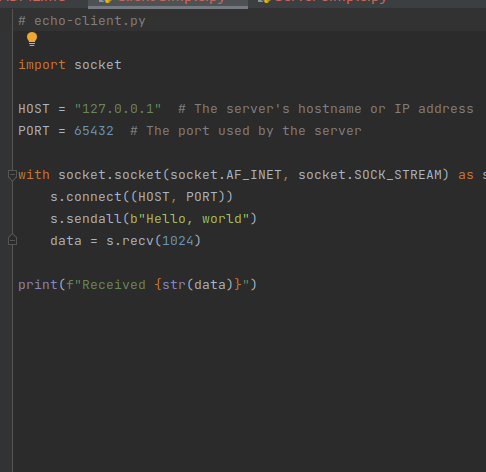 # echo-client.py
import socket
HOST = "127.0.0.1"  # The server's hostname or IP address
PORT = 65432  # The port used by the server
with socket.socket(socket.AF_INET, socket.SOCK_STREAM) as s
    s.connect((HOST, PORT))
    s.sendall(b"Hello, world")
    data = s.recv(1024)
print(f"Received {str(data)}")